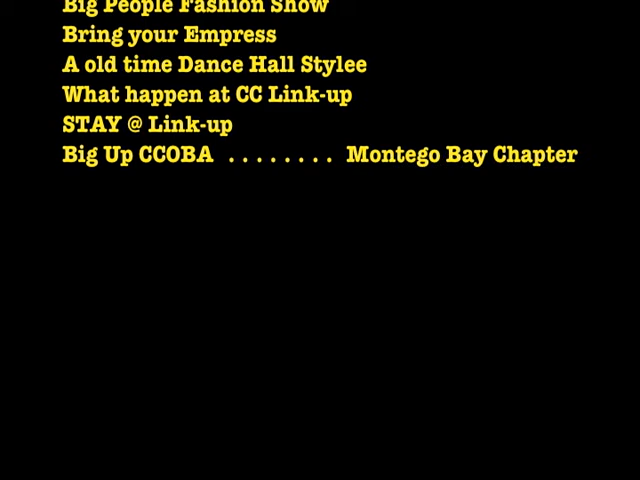 Big People Fashion Show
Bring your Empress
A old time Dance Hall Stylee
What happen at CC Link-up
STAY @ Link-up
Big Up CCOBA . . . . . . . . Montego Bay Chapter